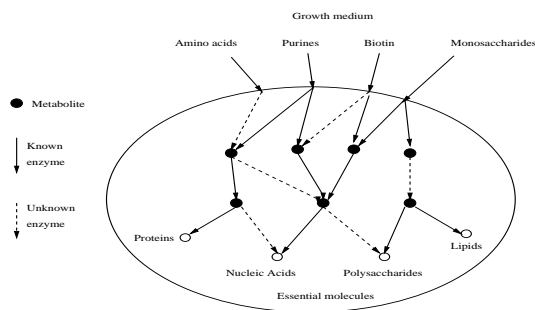 Growth medium
Amino acids
Purines
Biotin
Monosaccharides
Metabolite
Known
enzyme
Unknown
enzyme
Proteins
Nucleic Acids
Polysaccharides
Lipids
Essential molecules